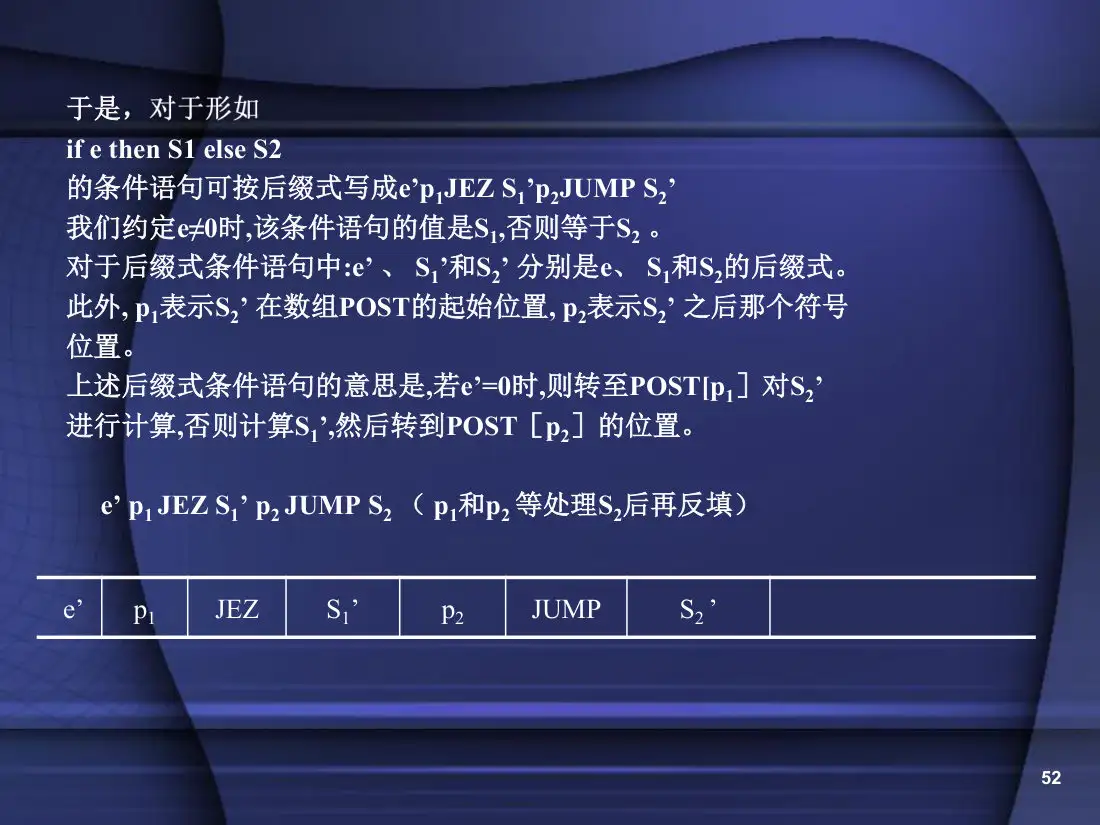 于是，对于形如
if e then S1 else S2
的条件语句可按后缀式写成e’p₁JEZ S₁’p₂JUMP S₂’
我们约定e≠0时,该条件语句的值是S₁,否则等于S₂ 。
对于后缀式条件语句中:e’ 、 S₁’和S₂’ 分别是e、 S₁和S₂的后缀式。
此外, p₁表示S₂’ 在数组POST的起始位置, p₂表示S₂’ 之后那个符号
位置。
上述后缀式条件语句的意思是,若e’=0时,则转至POST[p₁］对S₂’
进行计算,否则计算S₁’,然后转到POST［p₂］的位置。
e’ p₁ JEZ S₁’ p₂ JUMP S₂ （ p₁和p₂ 等处理S₂后再反填）
e’ p₁ JEZ S₁’ p₂ JUMP S₂ ’
52